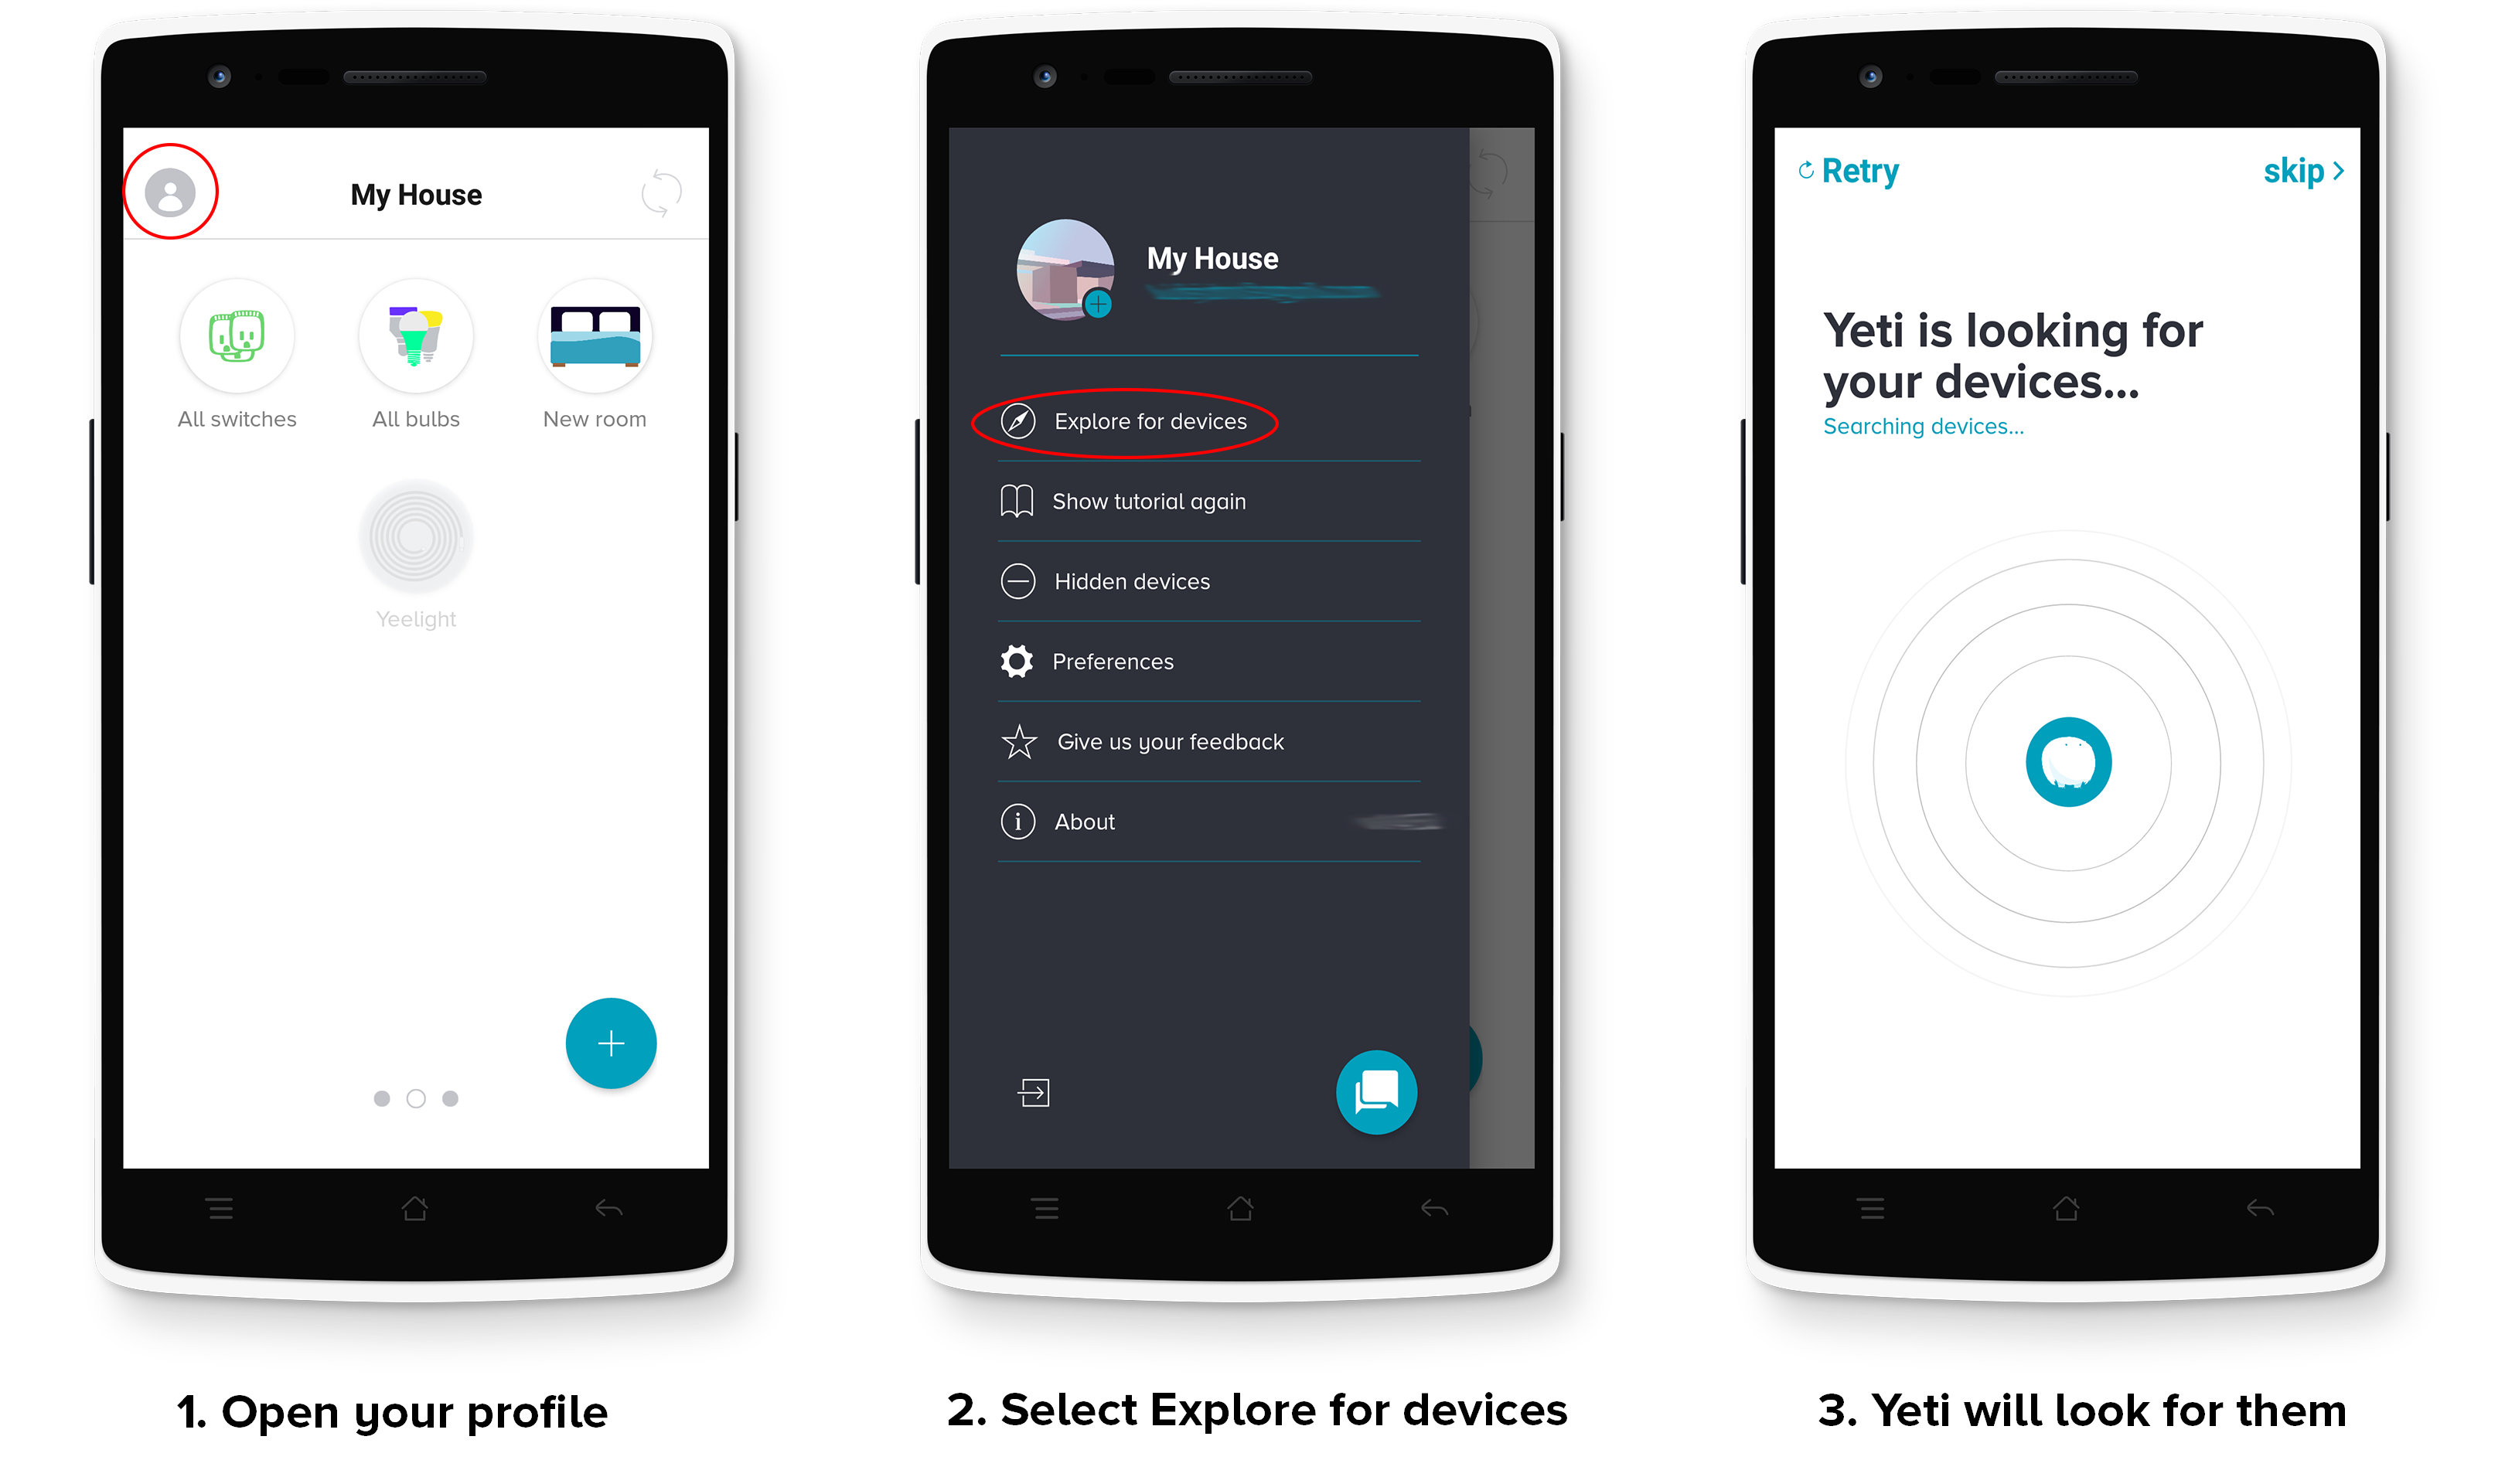 My House
All switches
All bulbs
New room
Yeelight
1. Open your profile
My House
Explore for devices
Show tutorial again
Hidden devices
Preferences
Give us your feedback
About
2. Select Explore for devices
Retry
skip
Yeti is looking for
your devices...
Searching devices...
3. Yeti will look for them